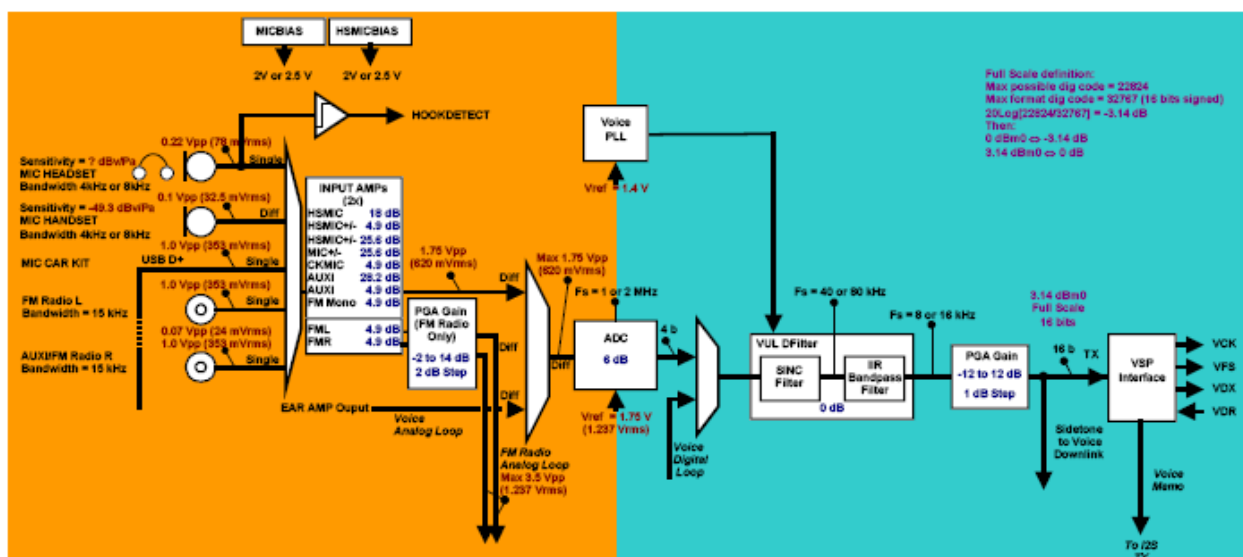 MICBIAS
HSMICBIAS
2V or 2.5 V
2V or 2.5 V
HOOKDETECT
0.22 Vpp (78 mVrms)
Sensitivity = ? dBv/Pa
MIC HEADSET
Bandwidth 4kHz or 8kHz
Single
0.1 Vpp (32.5 mVrms)
Sensitivity = -49.3 dBv/Pa
MIC HANDSET
Bandwidth 4kHz or 8kHz
Diff
1.0 Vpp (353 mVrms)
MIC CAR KIT
USB D+
Single
1.0 Vpp (353 mVrms)
FM Radio L
Bandwidth = 15 kHz
Single
0.07 Vpp (24 mVrms)
1.0 Vpp (353 mVrms)
AUXI/FM Radio R
Bandwidth = 15 kHz
Single
INPUT AMPs
(2x)
HSMIC 18 dB
HSMIC+/- 4.9 dB
HSMIC+/- 25.6 dB
MIC+/- 25.6 dB
CKMIC 4.9 dB
AUXI 28.2 dB
AUXI 4.9 dB
FM Mono 4.9 dB
FML 4.9 dB
FMR 4.9 dB
1.75 Vpp
(620 mVrms)
PGA Gain
(FM Radio
Only)
-2 to 14 dB
2 dB Step
Diff
Diff
Diff
EAR AMP Ouput
Voice
Analog Loop
FM Radio
Analog Loop
Max 3.5 Vpp
(1.237 Vrms)
Max 1.75 Vpp
(620 mVrms)
Diff
Fs = 1 or 2 MHz
ADC
6 dB
Vref = 1.75 V
(1.237 Vrms)
4 b
Voice
PLL
Vref = 1.4 V
Voice
Digital
Loop
VUL DFilter
SINC
Filter
IIR
Bandpass
Filter
0 dB
Fs = 40 or 80 kHz
Fs = 8 or 16 kHz
PGA Gain
-12 to 12 dB
1 dB Step
3.14 dBm0
Full Scale
16 bits
16 b
TX
Sidetone
to Voice
Downlink
VSP
Interface
VCK
VFS
VDX
VDR
Voice
Memo
To I2S
Full Scale definition:
Max possible dig code = 22824
Max format dig code = 32767 (16 bits signed)
20Log[22824/32767] = -3.14 dB
Then:
0 dBm0 ⇔ -3.14 dB
3.14 dBm0 ⇔ 0 dB